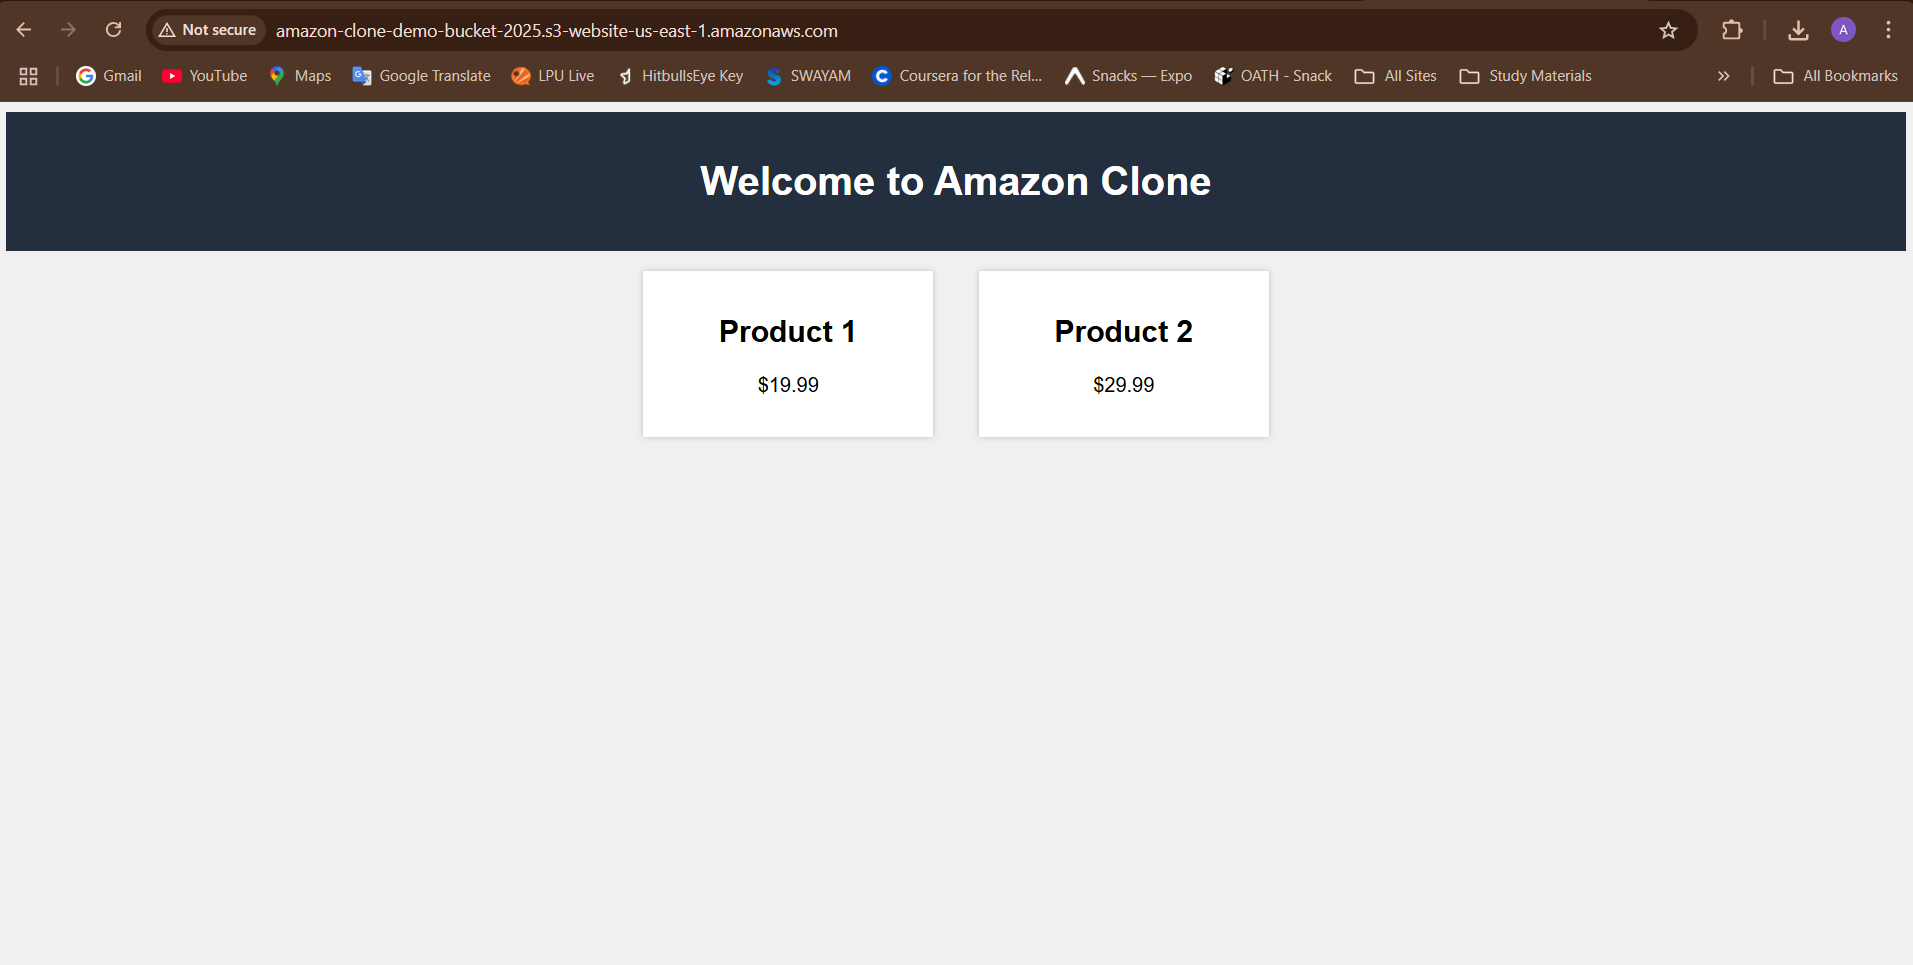 Not secure amazon-clone-demo-bucket-2025.s3-website-us-east-1.amazonaws.com A
Gmail YouTube Maps Google Translate LPU Live HitbullsEye Key SWAYAM Coursera for the Rel... Snacks — Expo OATH - Snack All Sites Study Materials » All Bookmarks
Welcome to Amazon Clone
Product 1 Product 2
$19.99 $29.99